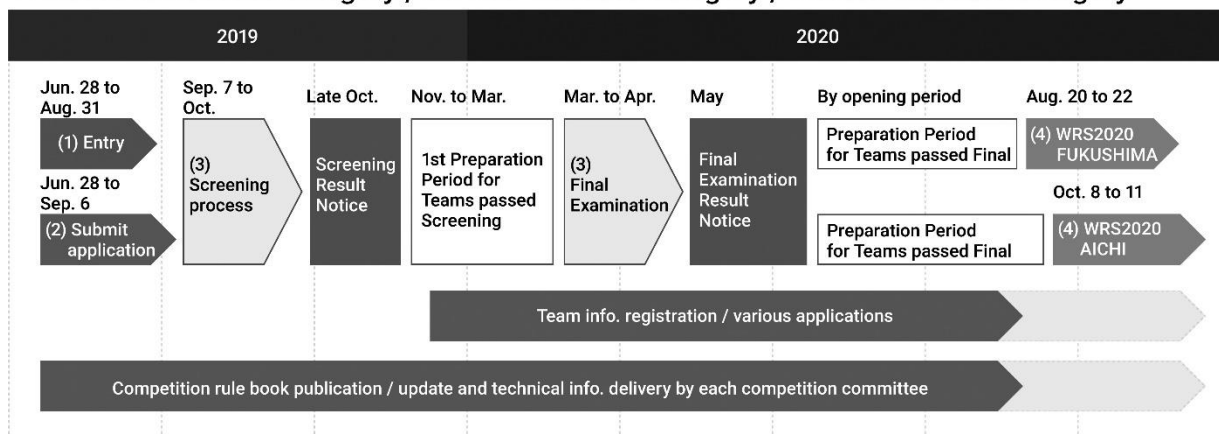 2019
2020
Jun. 28 to
Aug. 31
(1) Entry
Jun. 28 to
Sep. 6
(2) Submit
application
Sep. 7 to
Oct.
(3)
Screening
process
Late Oct.
Screening
Result
Notice
Nov. to Mar.
1st Preparation
Period for
Teams passed
Screening
Mar. to Apr.
(3)
Final
Examination
May
Final
Examination
Result
Notice
By opening period
Preparation Period
for Teams passed Final
Preparation Period
for Teams passed Final
Aug. 20 to 22
(4) WRS2020
FUKUSHIMA
Oct. 8 to 11
(4) WRS2020
AICHI
Team info. registration / various applications
Competition rule book publication / update and technical info. delivery by each competition committee